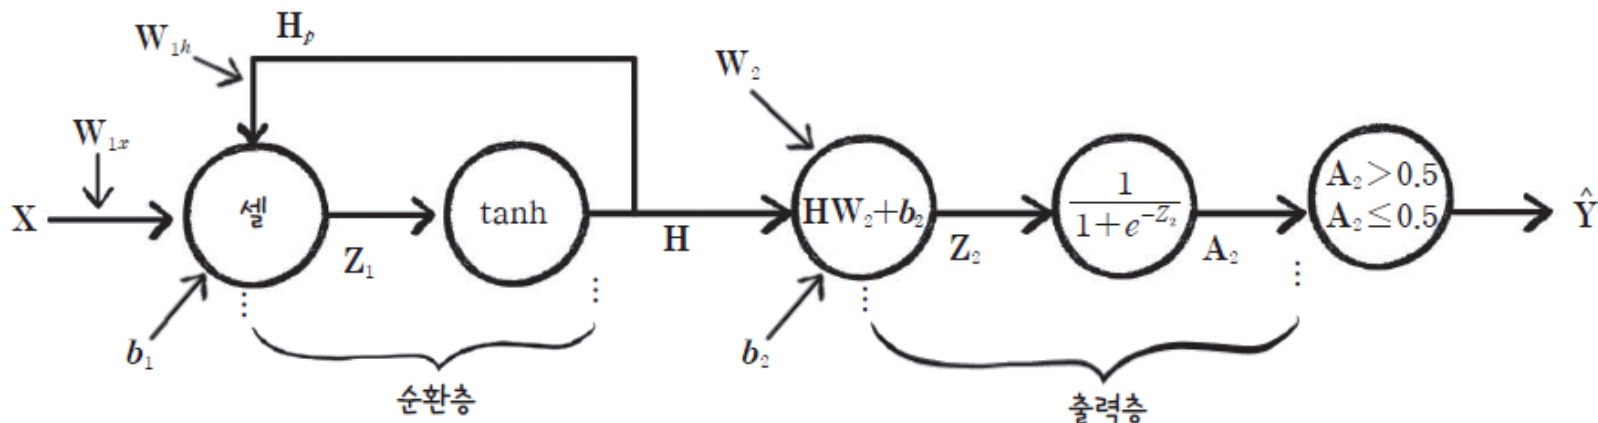 W₁ₕ
Hₚ
W₂
W₁ₓ
X
셀
Z₁
tanh
H
HW₂+b₂
Z₂
1
1+e^{-Z₂}
A₂
A₂>0.5
A₂≤0.5
Ŷ
b₁
b₂
순환층
출력층